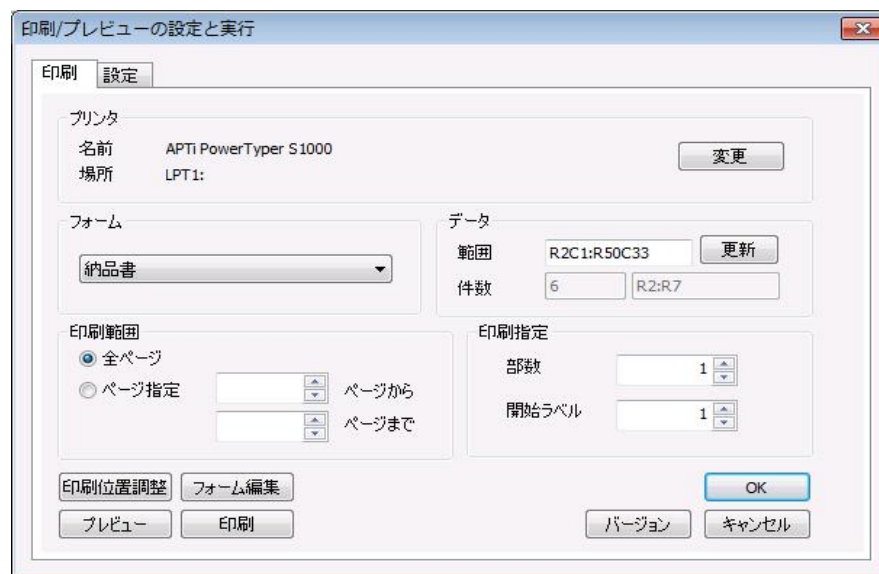 印刷/プレビューの設定と実行
印刷 設定
プリンタ
名前 APTi PowerTyper S1000
場所 LPT1:
変更
フォーム
納品書
データ
範囲 R2C1:R50C33 更新
件数 6 R2:R7
印刷範囲
全ページ
ページ指定 ページから
ページまで
印刷指定
部数 1
開始ラベル 1
印刷位置調整 フォーム編集 OK
プレビュー 印刷 バージョン キャンセル